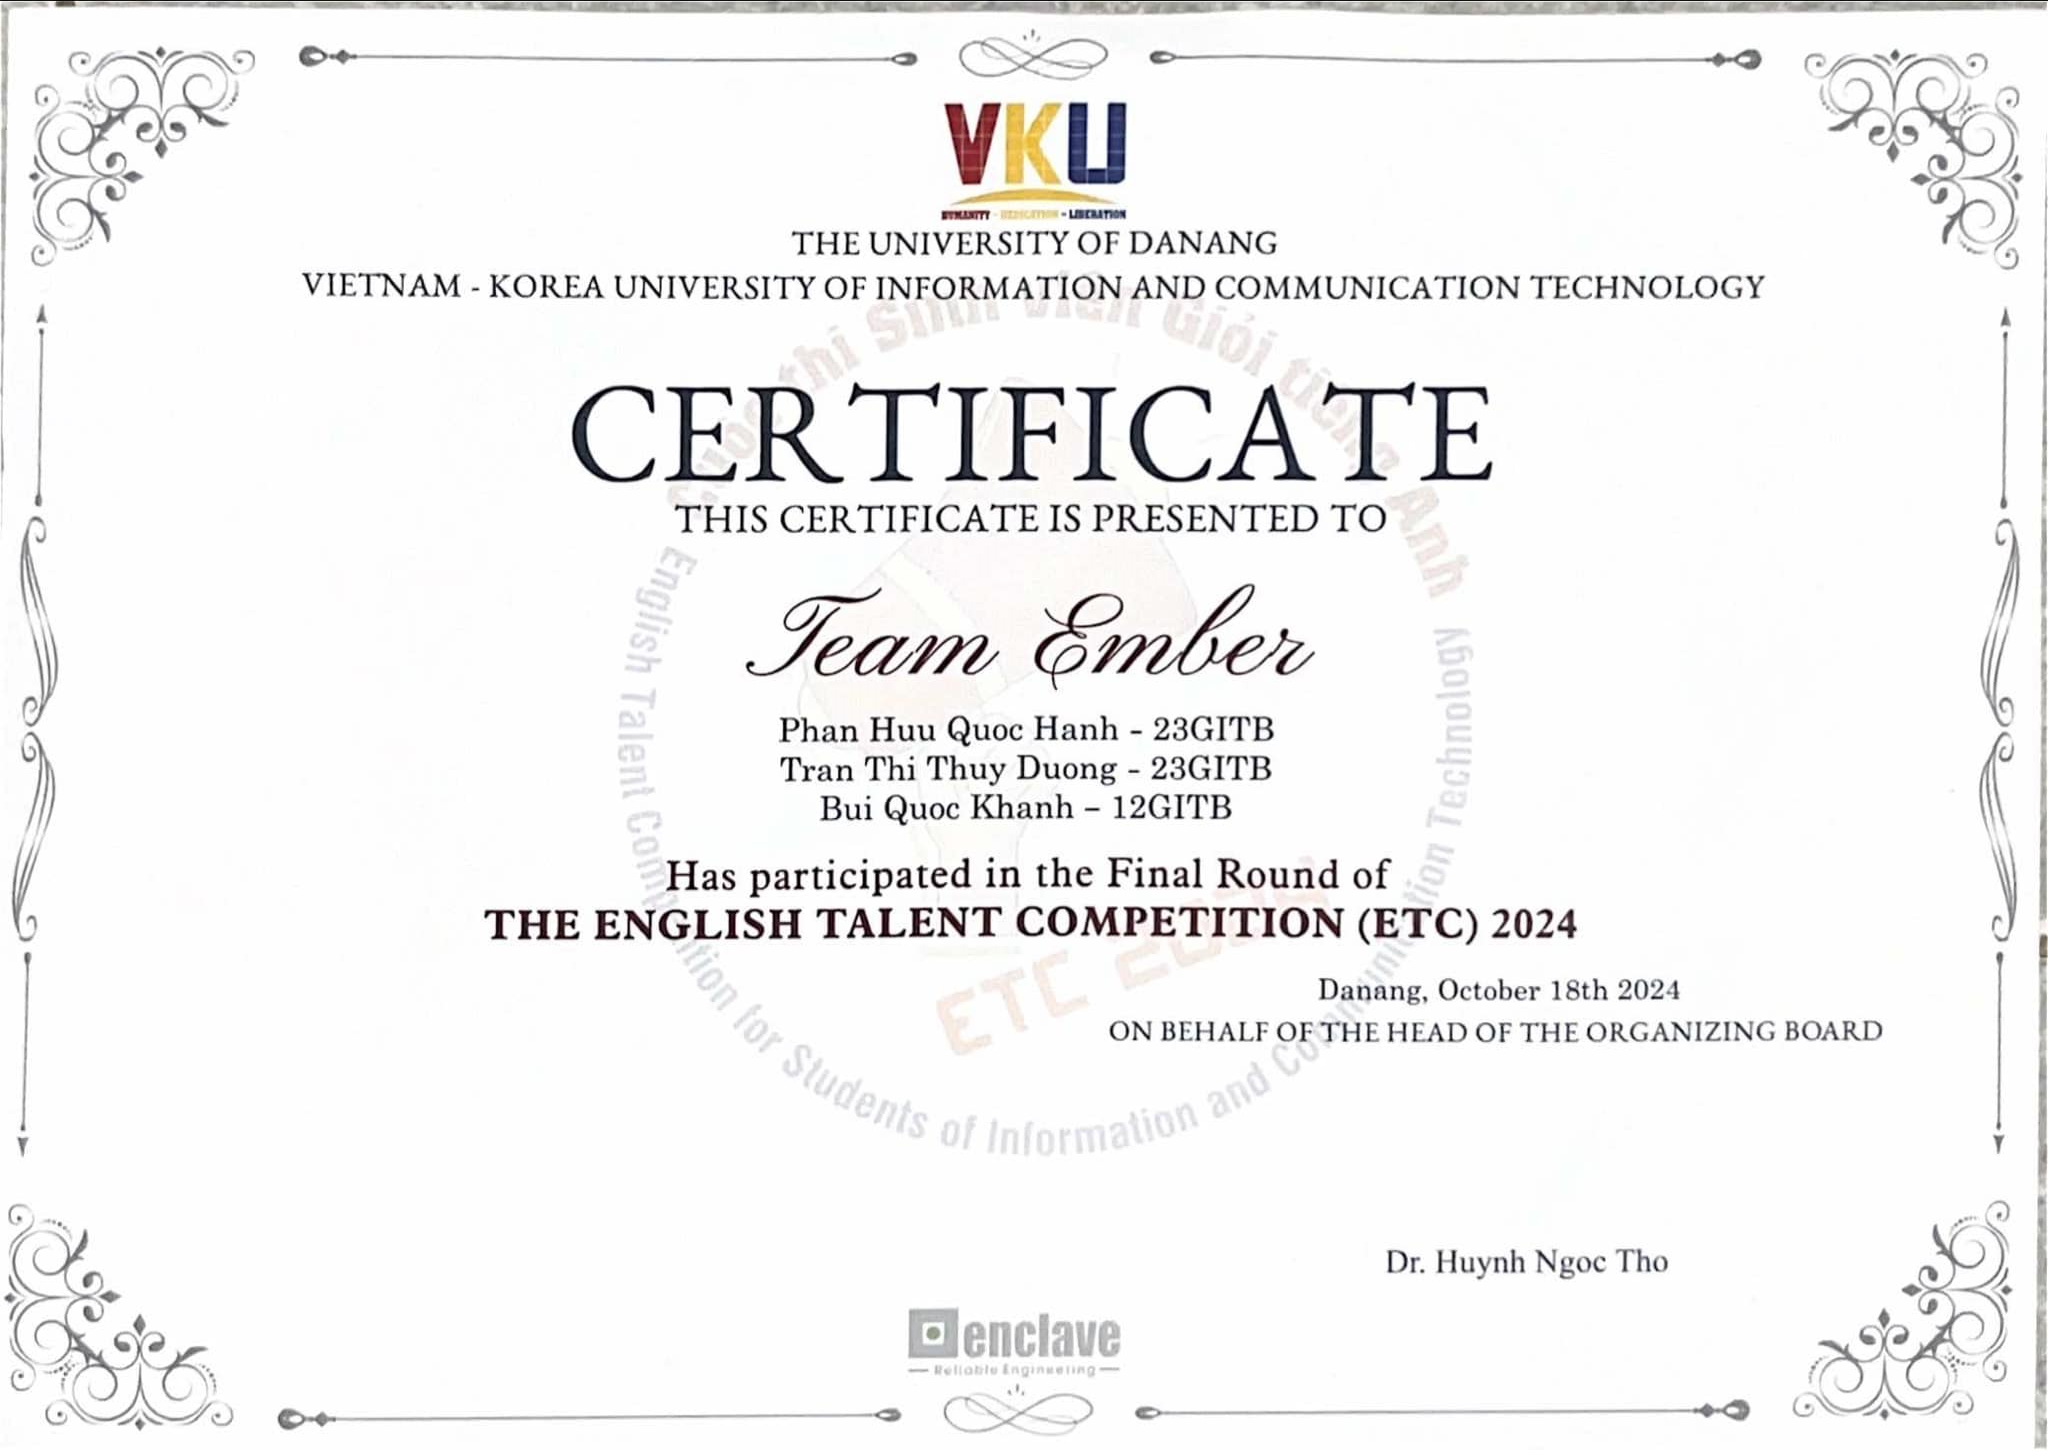 VKU
HUMANITY - DEDICATION - LIBERATION
THE UNIVERSITY OF DANANG
VIETNAM - KOREA UNIVERSITY OF INFORMATION AND COMMUNICATION TECHNOLOGY
Cuộc thi Sinh viên Giỏi tiếng Anh
CERTIFICATE
THIS CERTIFICATE IS PRESENTED TO
Team Ember
Phan Huu Quoc Hanh - 23GITB
Tran Thi Thuy Duong - 23GITB
Bui Quoc Khanh – 12GITB
Has participated in the Final Round of
THE ENGLISH TALENT COMPETITION (ETC) 2024
ETC 2024
English Talent Competition for Students of Information and Communication Technology
Danang, October 18th 2024
ON BEHALF OF THE HEAD OF THE ORGANIZING BOARD
Dr. Huynh Ngoc Tho
enclave
Reliable Engineering